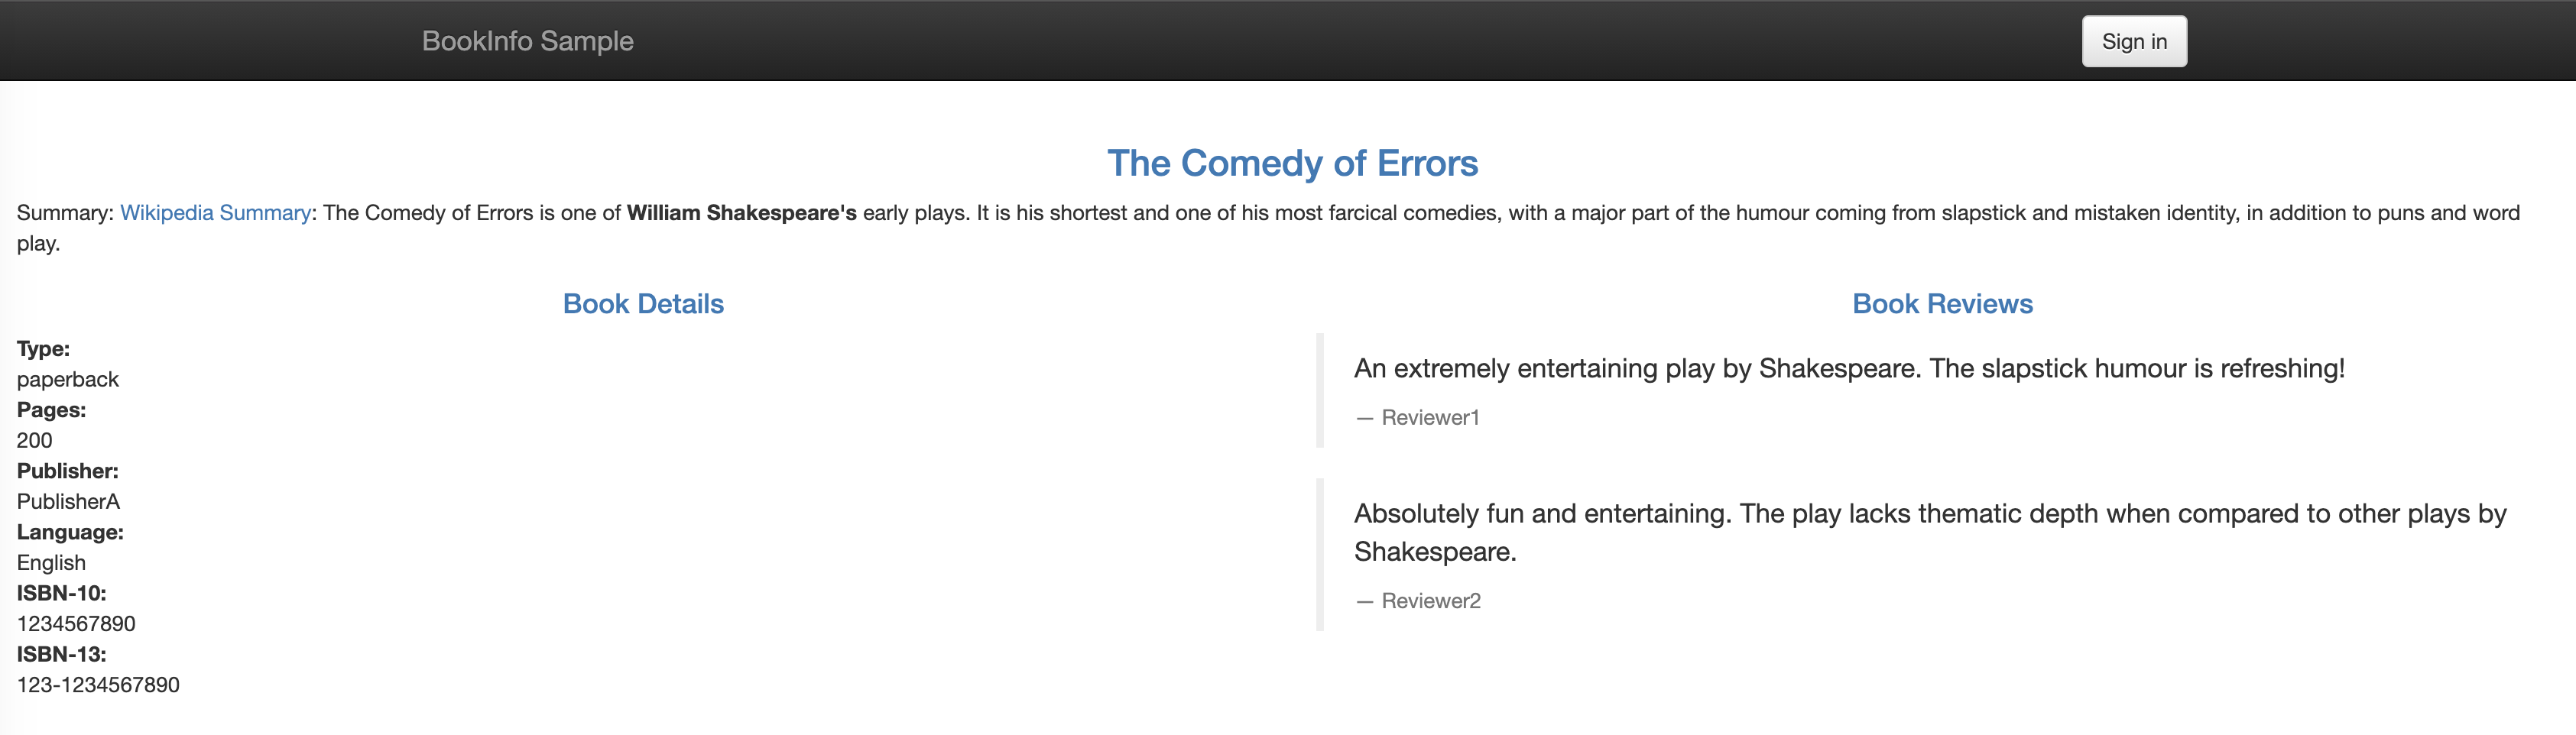 BookInfo Sample
Sign in
The Comedy of Errors
Summary: Wikipedia Summary: The Comedy of Errors is one of William Shakespeare's early plays. It is his shortest and one of his most farcical comedies, with a major part of the humour coming from slapstick and mistaken identity, in addition to puns and word
play.
Book Details
Type:
paperback
Pages:
200
Publisher:
PublisherA
Language:
English
ISBN-10:
1234567890
ISBN-13:
123-1234567890
Book Reviews
An extremely entertaining play by Shakespeare. The slapstick humour is refreshing!
— Reviewer1
Absolutely fun and entertaining. The play lacks thematic depth when compared to other plays by
Shakespeare.
— Reviewer2